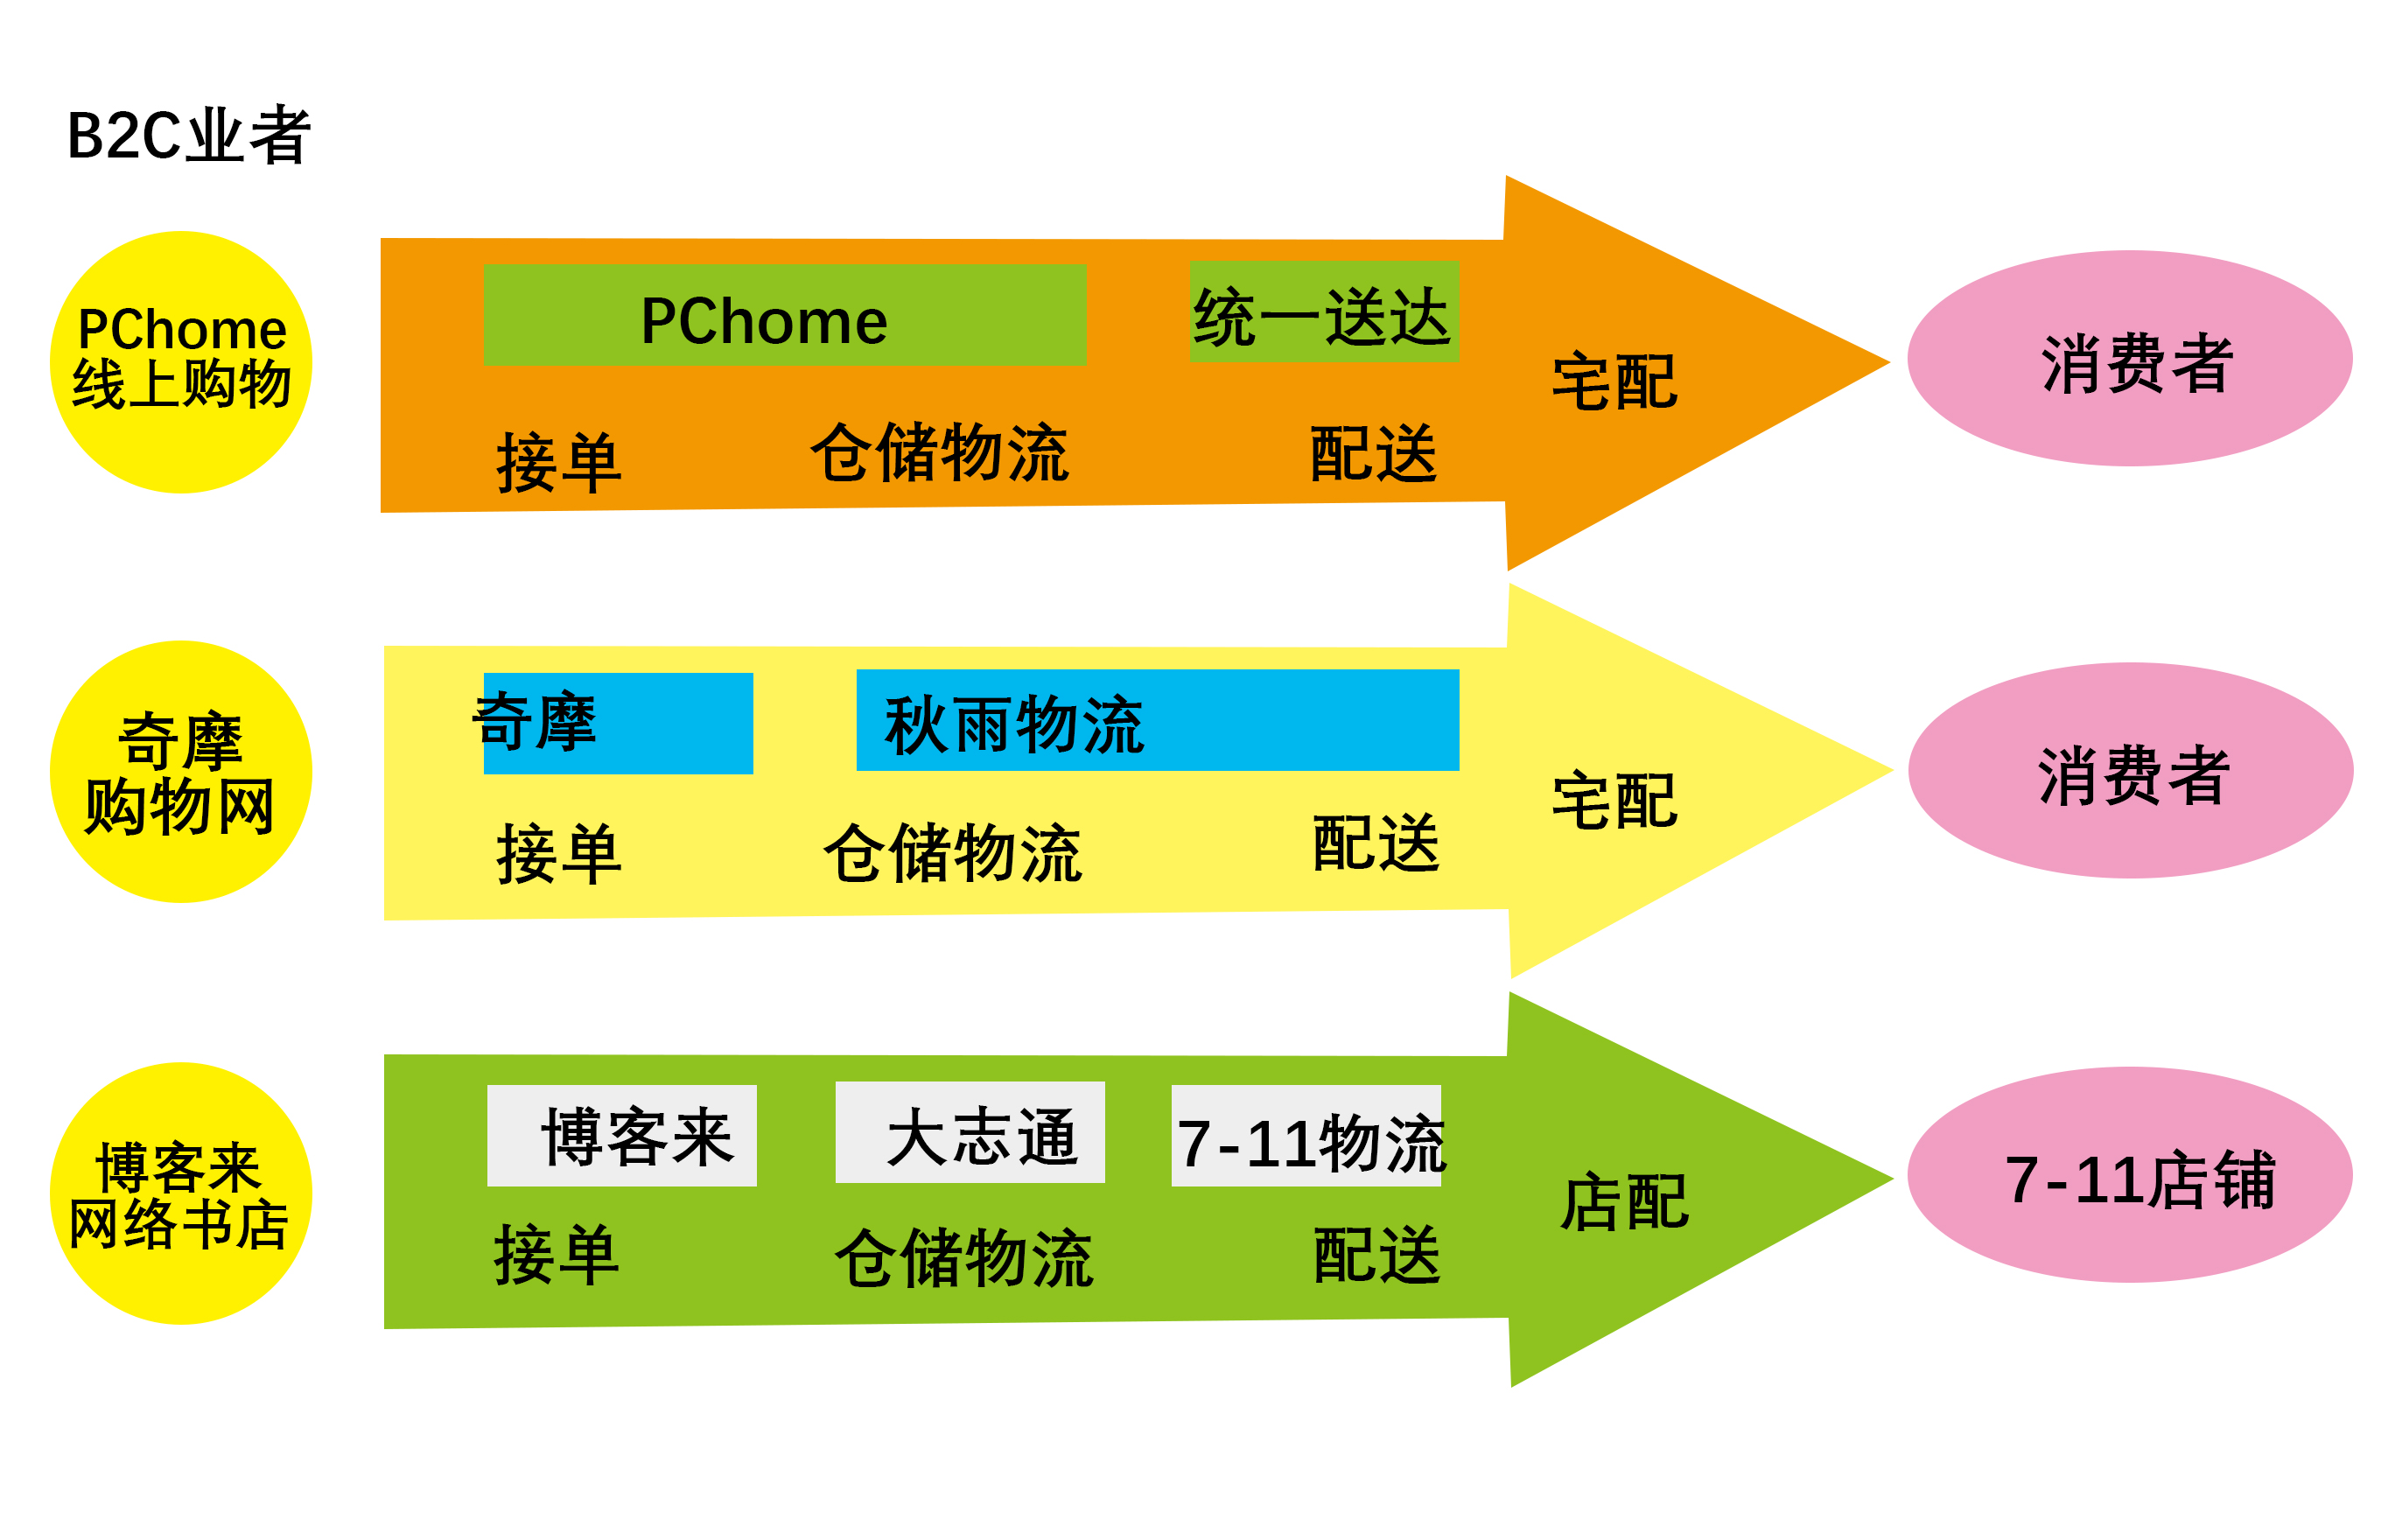 B2C业者
PChome
线上购物
PChome
统一送达
接单
仓储物流
配送
宅配
消费者
奇摩
购物网
奇摩
秋雨物流
接单
仓储物流
配送
宅配
消费者
博客来
网络书店
博客来
大志通
7-11物流
接单
仓储物流
配送
店配
7-11店铺